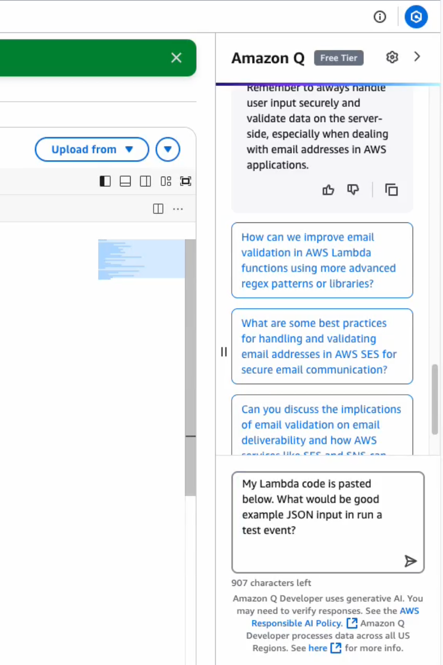 Amazon Q Free Tier
Remember to always handle
user input securely and
validate data on the server-
side, especially when dealing
with email addresses in AWS
applications.
Upload from
How can we improve email
validation in AWS Lambda
functions using more advanced
regex patterns or libraries?
What are some best practices
for handling and validating
email addresses in AWS SES for
secure email communication?
Can you discuss the implications
of email validation on email
deliverability and how AWS
services like SES and SNS can
My Lambda code is pasted
below. What would be good
example JSON input in run a
test event?
907 characters left
Amazon Q Developer uses generative AI. You
may need to verify responses. See the AWS
Responsible AI Policy. Amazon Q
Developer processes data across all US
Regions. See here for more info.